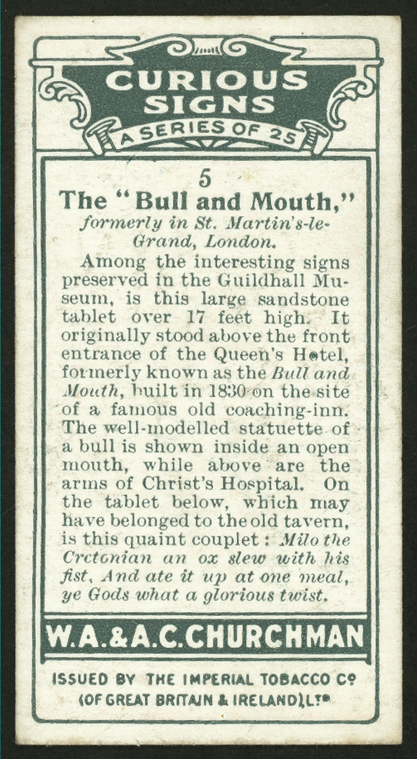 CURIOUS
SIGNS
A SERIES OF 25
5
The "Bull and Mouth,"
formerly in St. Martin's-le-
Grand, London.
Among the interesting signs
preserved in the Guildhall Mu-
seum, is this large sandstone
tablet over 17 feet high. It
originally stood above the front
entrance of the Queen's Hotel,
formerly known as the Bull and
Mouth, built in 1830 on the site
of a famous old coaching-inn.
The well-modelled statuette of
a bull is shown inside an open
mouth, while above are the
arms of Christ's Hospital. On
the tablet below, which may
have belonged to the old tavern,
is this quaint couplet : Milo the
Cretonian an ox slew with his
fist, And ate it up at one meal,
ye Gods what a glorious twist.
W.A. & A.C. CHURCHMAN
ISSUED BY THE IMPERIAL TOBACCO CO
(OF GREAT BRITAIN & IRELAND), LTD